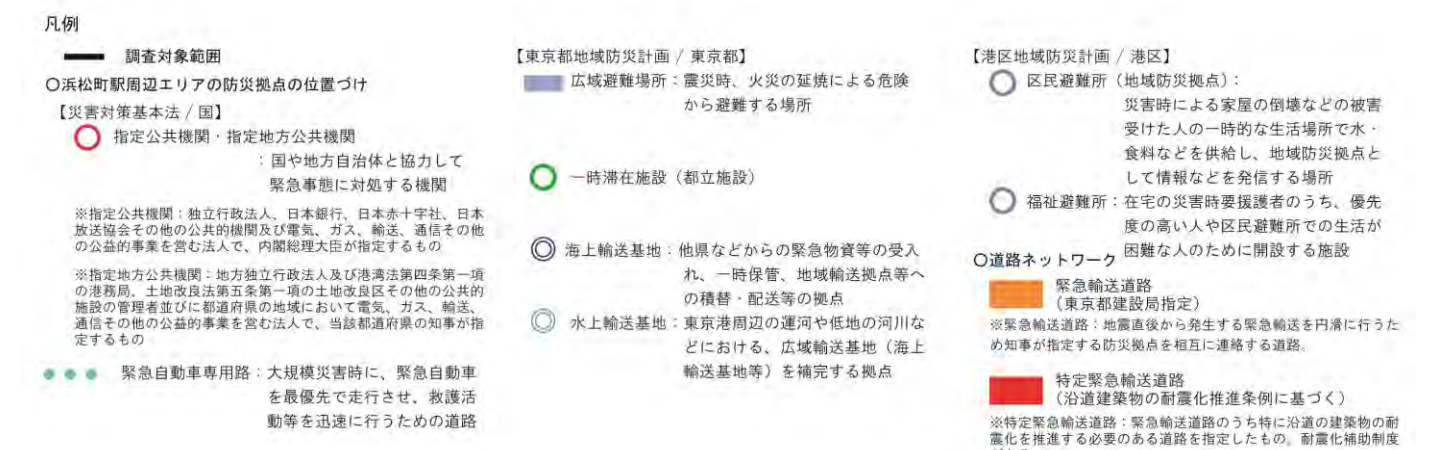 凡例
調査対象範囲
〇浜松町駅周辺エリアの防災拠点の位置づけ
【災害対策基本法 / 国】
指定公共機関・指定地方公共機関
：国や地方自治体と協力して
緊急事態に対処する機関
※指定公共機関：独立行政法人、日本銀行、日本赤十字社、日本
放送協会その他の公共的機関及び電気、ガス、輸送、通信その他
の公益的事業を営む法人で、内閣総理大臣が指定するもの
※指定地方公共機関：地方独立行政法人及び港湾法第四条第一項
の港務局、土地改良法第五条第一項の土地改良区その他の公共的
施設の管理者並びに都道府県の地域において電気、ガス、輸送、
通信その他の公益的事業を営む法人で、当該都道府県の知事が指
定するもの
緊急自動車専用路：大規模災害時に、緊急自動車
を最優先で走行させ、救護活
動等を迅速に行うための道路
【東京都地域防災計画 / 東京都】
広域避難場所：震災時、火災の延焼による危険
から避難する場所
一時滞在施設（都立施設）
海上輸送基地：他県などからの緊急物資等の受入
れ、一時保管、地域輸送拠点等へ
の積替・配送等の拠点
水上輸送基地：東京港周辺の運河や低地の河川な
どにおける、広域輸送基地（海上
輸送基地等）を補完する拠点
【港区地域防災計画 / 港区】
区民避難所（地域防災拠点）：
災害時による家屋の倒壊などの被害
受けた人の一時的な生活場所で水・
食料などを供給し、地域防災拠点と
して情報などを発信する場所
福祉避難所：在宅の災害時要援護者のうち、優先
度の高い人や区民避難所での生活が
困難な人のために開設する施設
〇道路ネットワーク
緊急輸送道路
（東京都建設局指定）
※緊急輸送道路：地震直後から発生する緊急輸送を円滑に行うた
め知事が指定する防災拠点を相互に連絡する道路。
特定緊急輸送道路
（沿道建築物の耐震化推進条例に基づく）
※特定緊急輸送道路：緊急輸送道路のうち特に沿道の建築物の耐
震化を推進する必要のある道路を指定したもの。耐震化補助制度